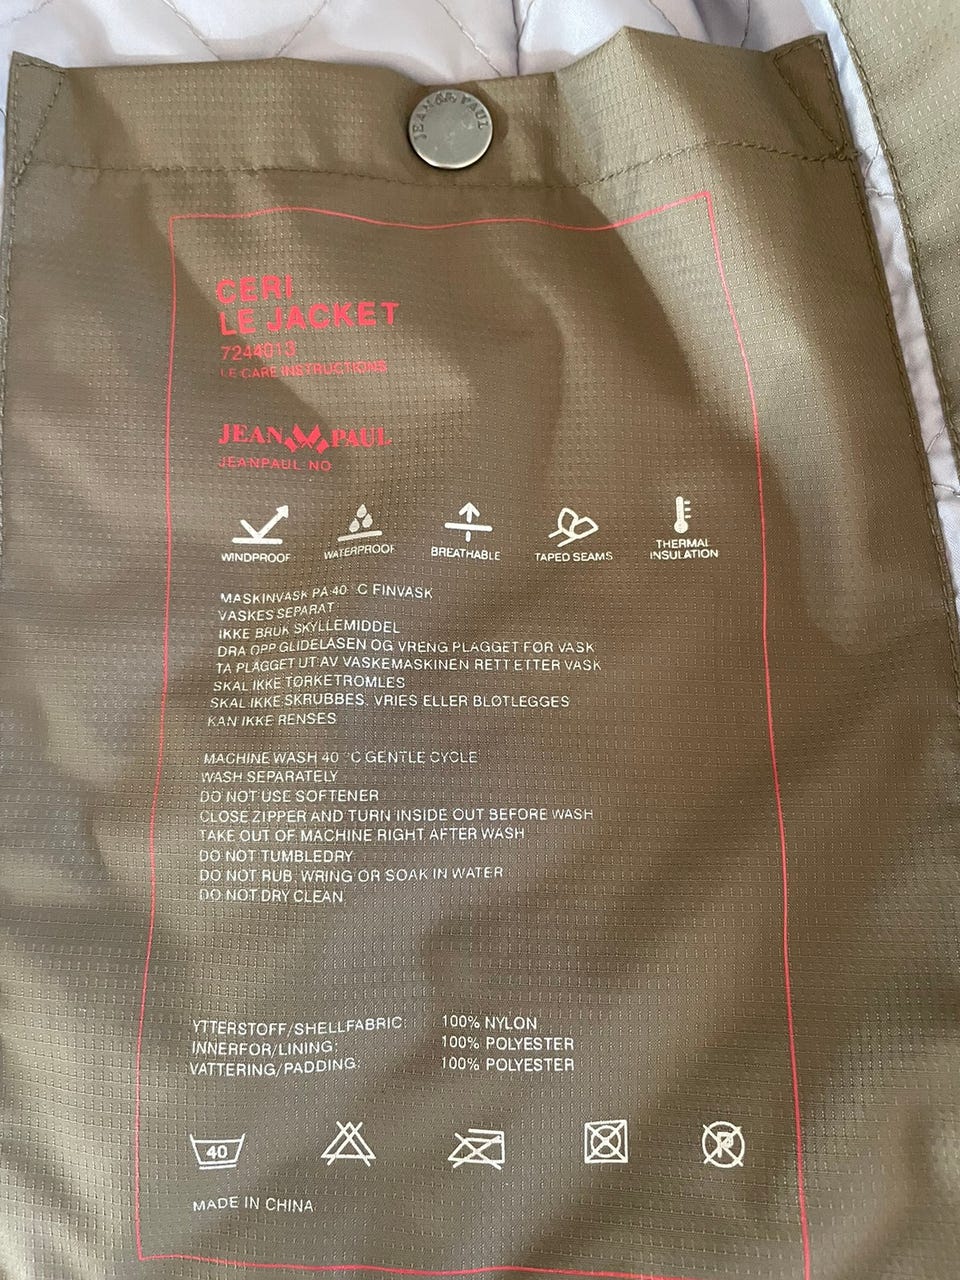 JEAN PAUL
CERI
LE JACKET
7244013
LE CARE INSTRUCTIONS
JEAN PAUL
JEANPAUL.NO
WINDPROOF
WATERPROOF
BREATHABLE
TAPED SEAMS
THERMAL
INSULATION
MASKINVASK PÅ 40 °C FINVASK
VASKES SEPARAT
IKKE BRUK SKYLLEMIDDEL
DRA OPP GLIDELÅSEN OG VRENG PLAGGET FØR VASK
TA PLAGGET UT AV VASKEMASKINEN RETT ETTER VASK
SKAL IKKE TØRKETROMLES
SKAL IKKE SKRUBBES, VRIES ELLER BLØTLEGGES
KAN IKKE RENSES
MACHINE WASH 40 °C GENTLE CYCLE
WASH SEPARATELY
DO NOT USE SOFTENER
CLOSE ZIPPER AND TURN INSIDE OUT BEFORE WASH
TAKE OUT OF MACHINE RIGHT AFTER WASH
DO NOT TUMBLEDRY
DO NOT RUB, WRING OR SOAK IN WATER
DO NOT DRY CLEAN
YTTERSTOFF/SHELLFABRIC: 100% NYLON
INNERFOR/LINING: 100% POLYESTER
VATTERING/PADDING: 100% POLYESTER
40 P
MADE IN CHINA